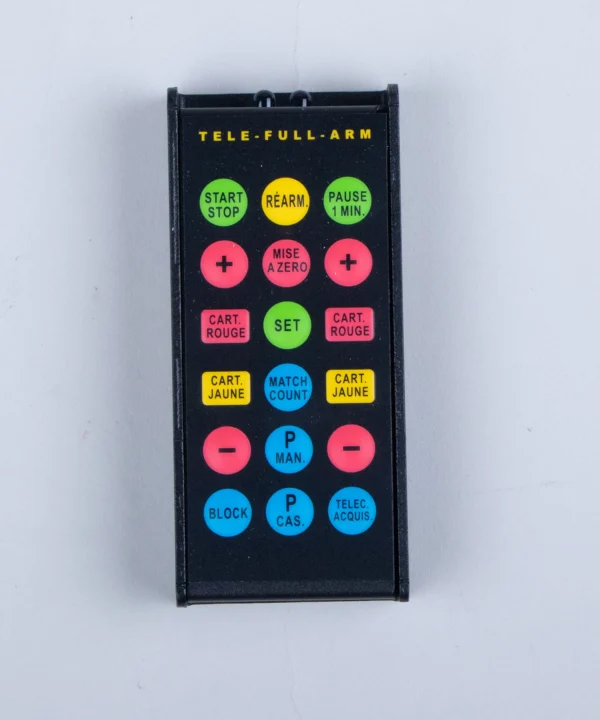 TELE-FULL-ARM
START
STOP
RÉARM.
PAUSE
1 MIN.
+
MISE
A ZERO
+
CART.
ROUGE
SET
CART.
ROUGE
CART.
JAUNE
MATCH
COUNT
CART.
JAUNE
-
P
MAN.
-
BLOCK
P
CAS.
TELEC.
ACQUIS.